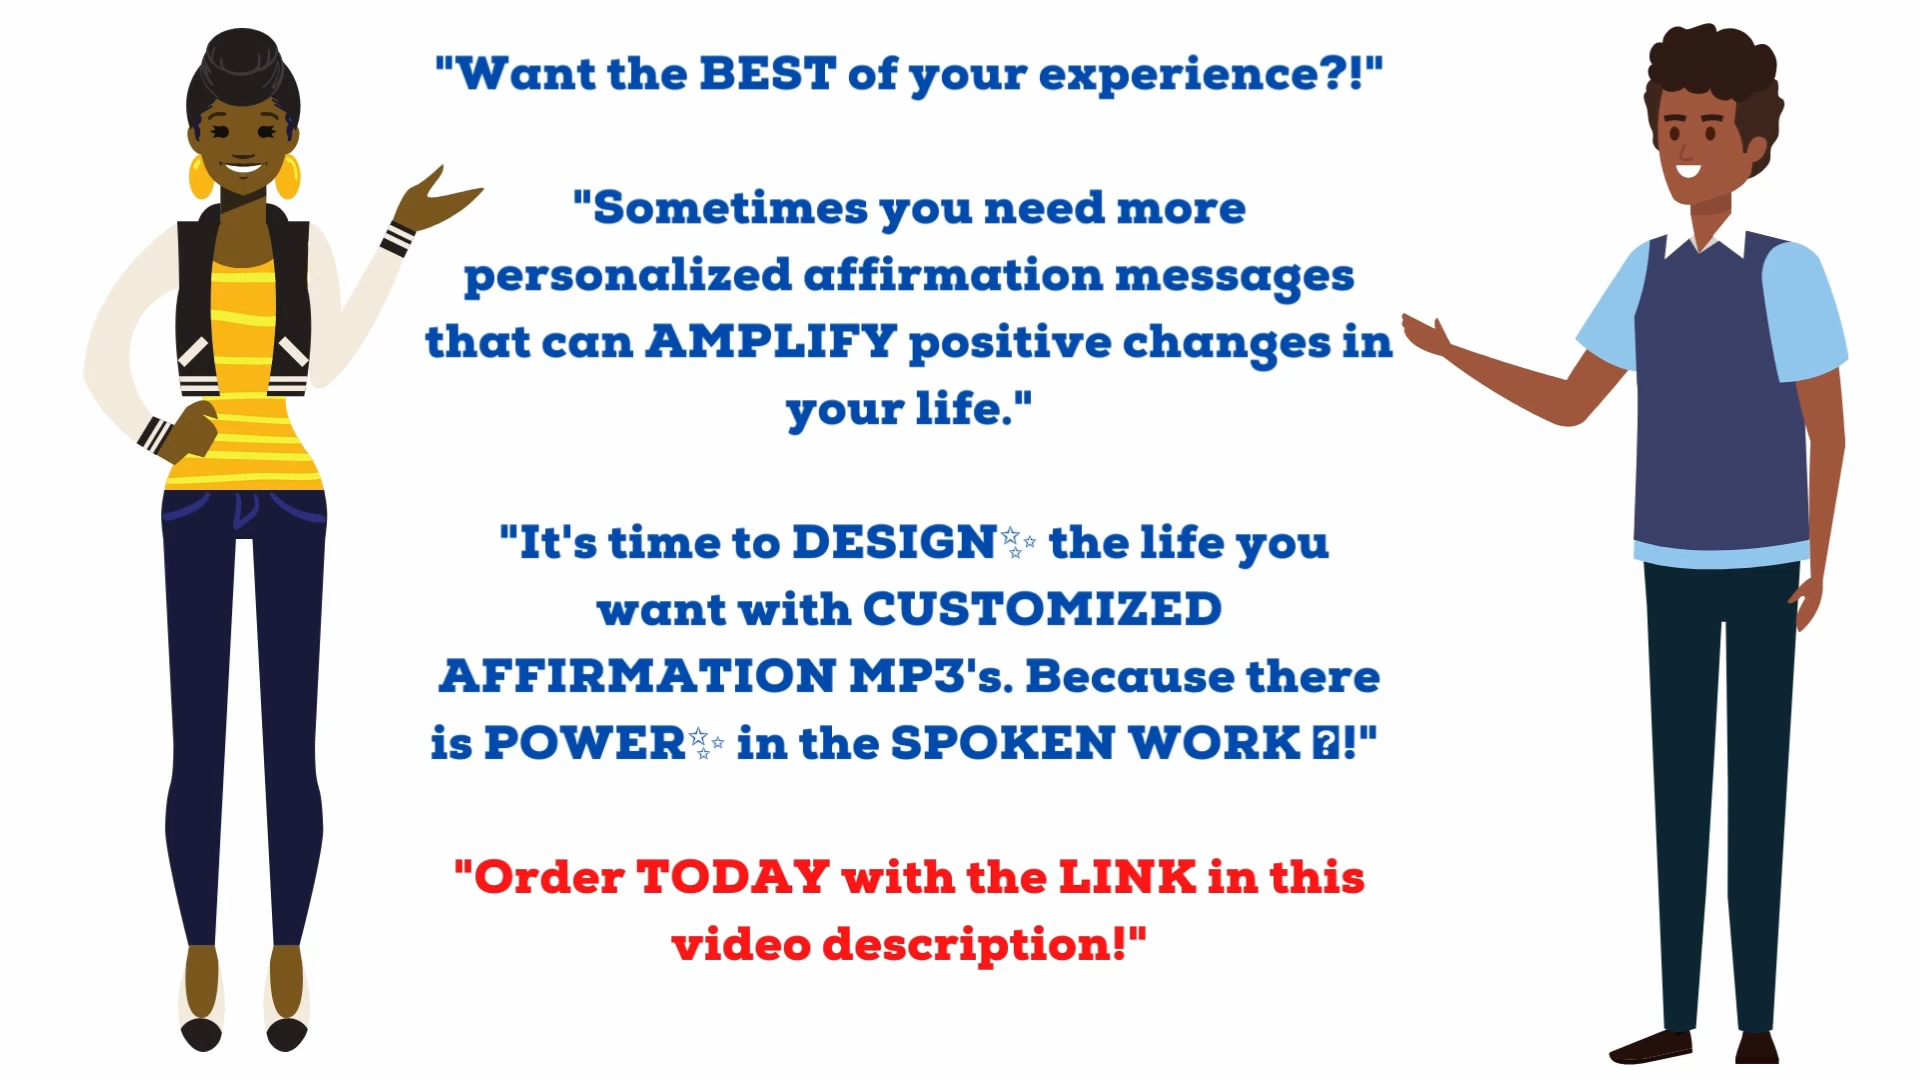 "Want the BEST of your experience?!"
"Sometimes you need more
personalized affirmation messages
that can AMPLIFY positive changes in
your life."
"It's time to DESIGN✨ the life you
want with CUSTOMIZED
AFFIRMATION MP3's. Because there
is POWER✨ in the SPOKEN WORK �!"
"Order TODAY with the LINK in this
video description!"